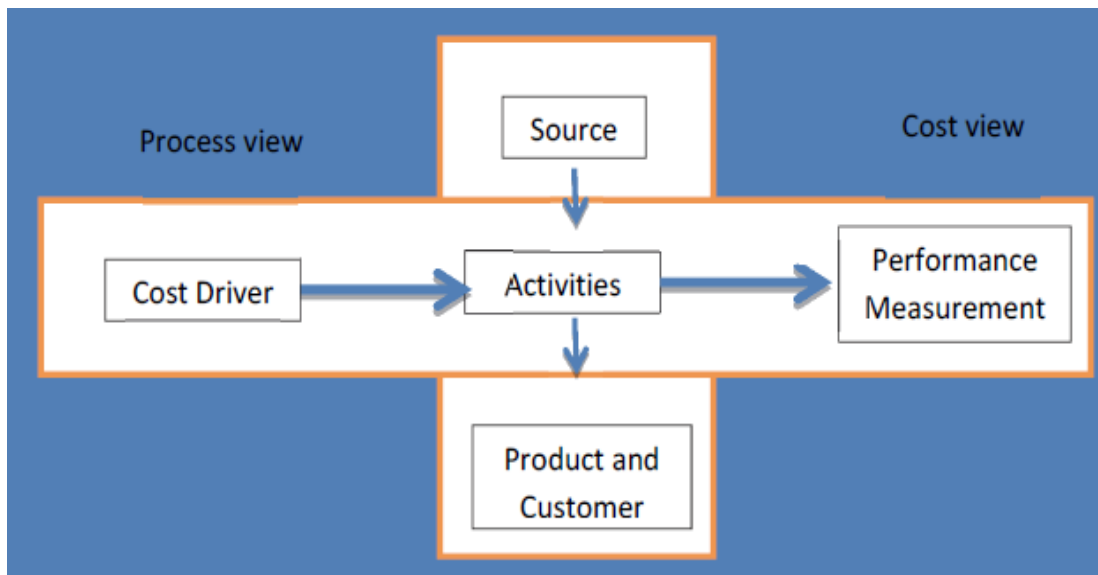 Source
Process view
Cost view
Cost Driver
Activities
Performance
Measurement
Product and
Customer